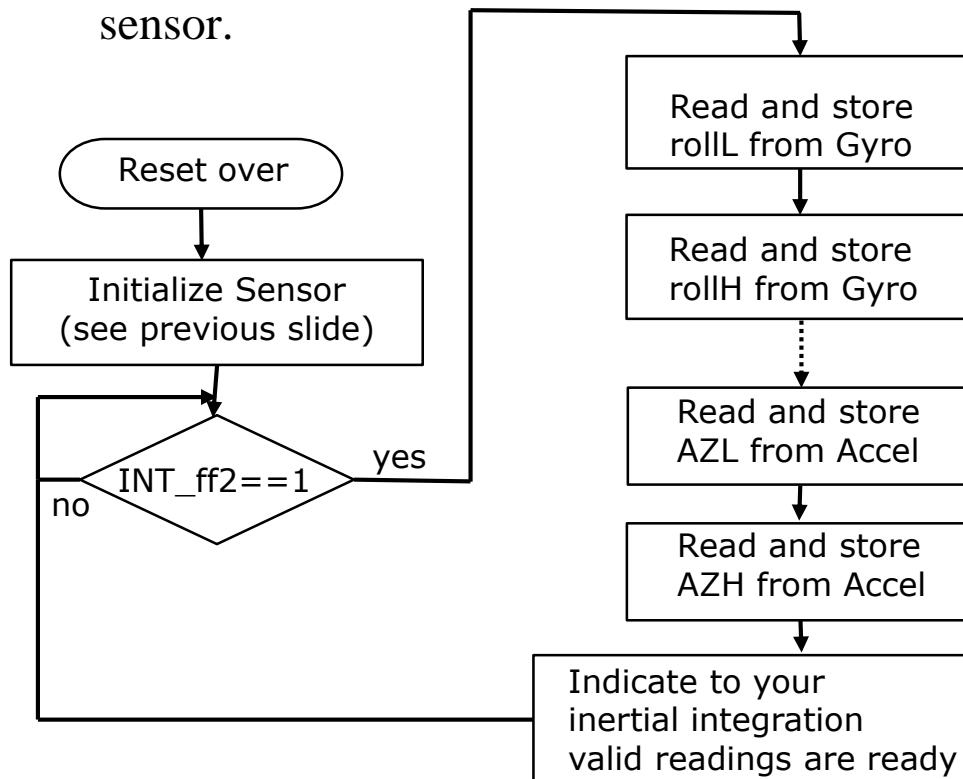 sensor.
Reset over
Initialize Sensor
(see previous slide)
INT_ff2==1
yes
no
Read and store
rollL from Gyro
Read and store
rollH from Gyro
Read and store
AZL from Accel
Read and store
AZH from Accel
Indicate to your
inertial integration
valid readings are ready